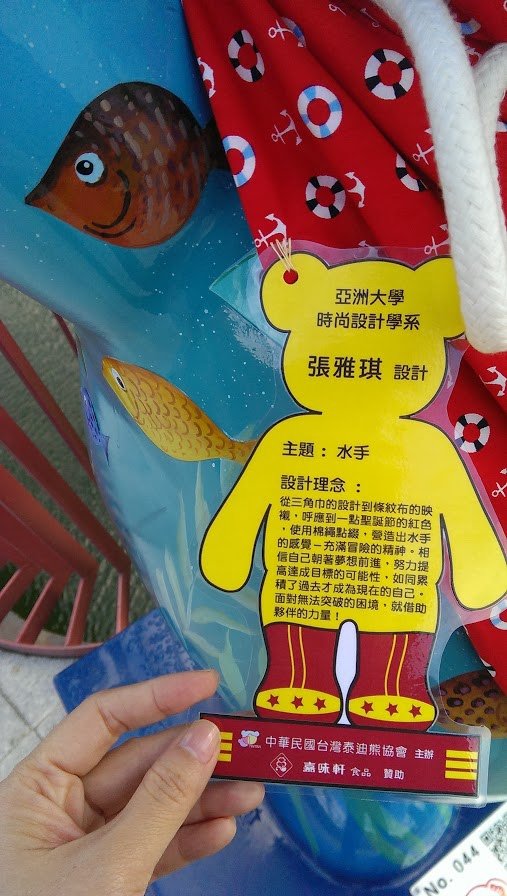 亞洲大學
時尚設計學系
張雅琪 設計
主題：水手
設計理念：
從三角巾的設計到條紋布的映
襯，呼應到一點聖誕節的紅色
，使用棉繩點綴，營造出水手
的感覺－充滿冒險的精神。相
信自己朝著夢想前進，努力提
高達成目標的可能性，如同累
積了過去才成為現在的自己。
面對無法突破的困境，就借助
夥伴的力量！
中華民國台灣泰迪熊協會 主辦
嘉味軒 食品 贊助
No. 044